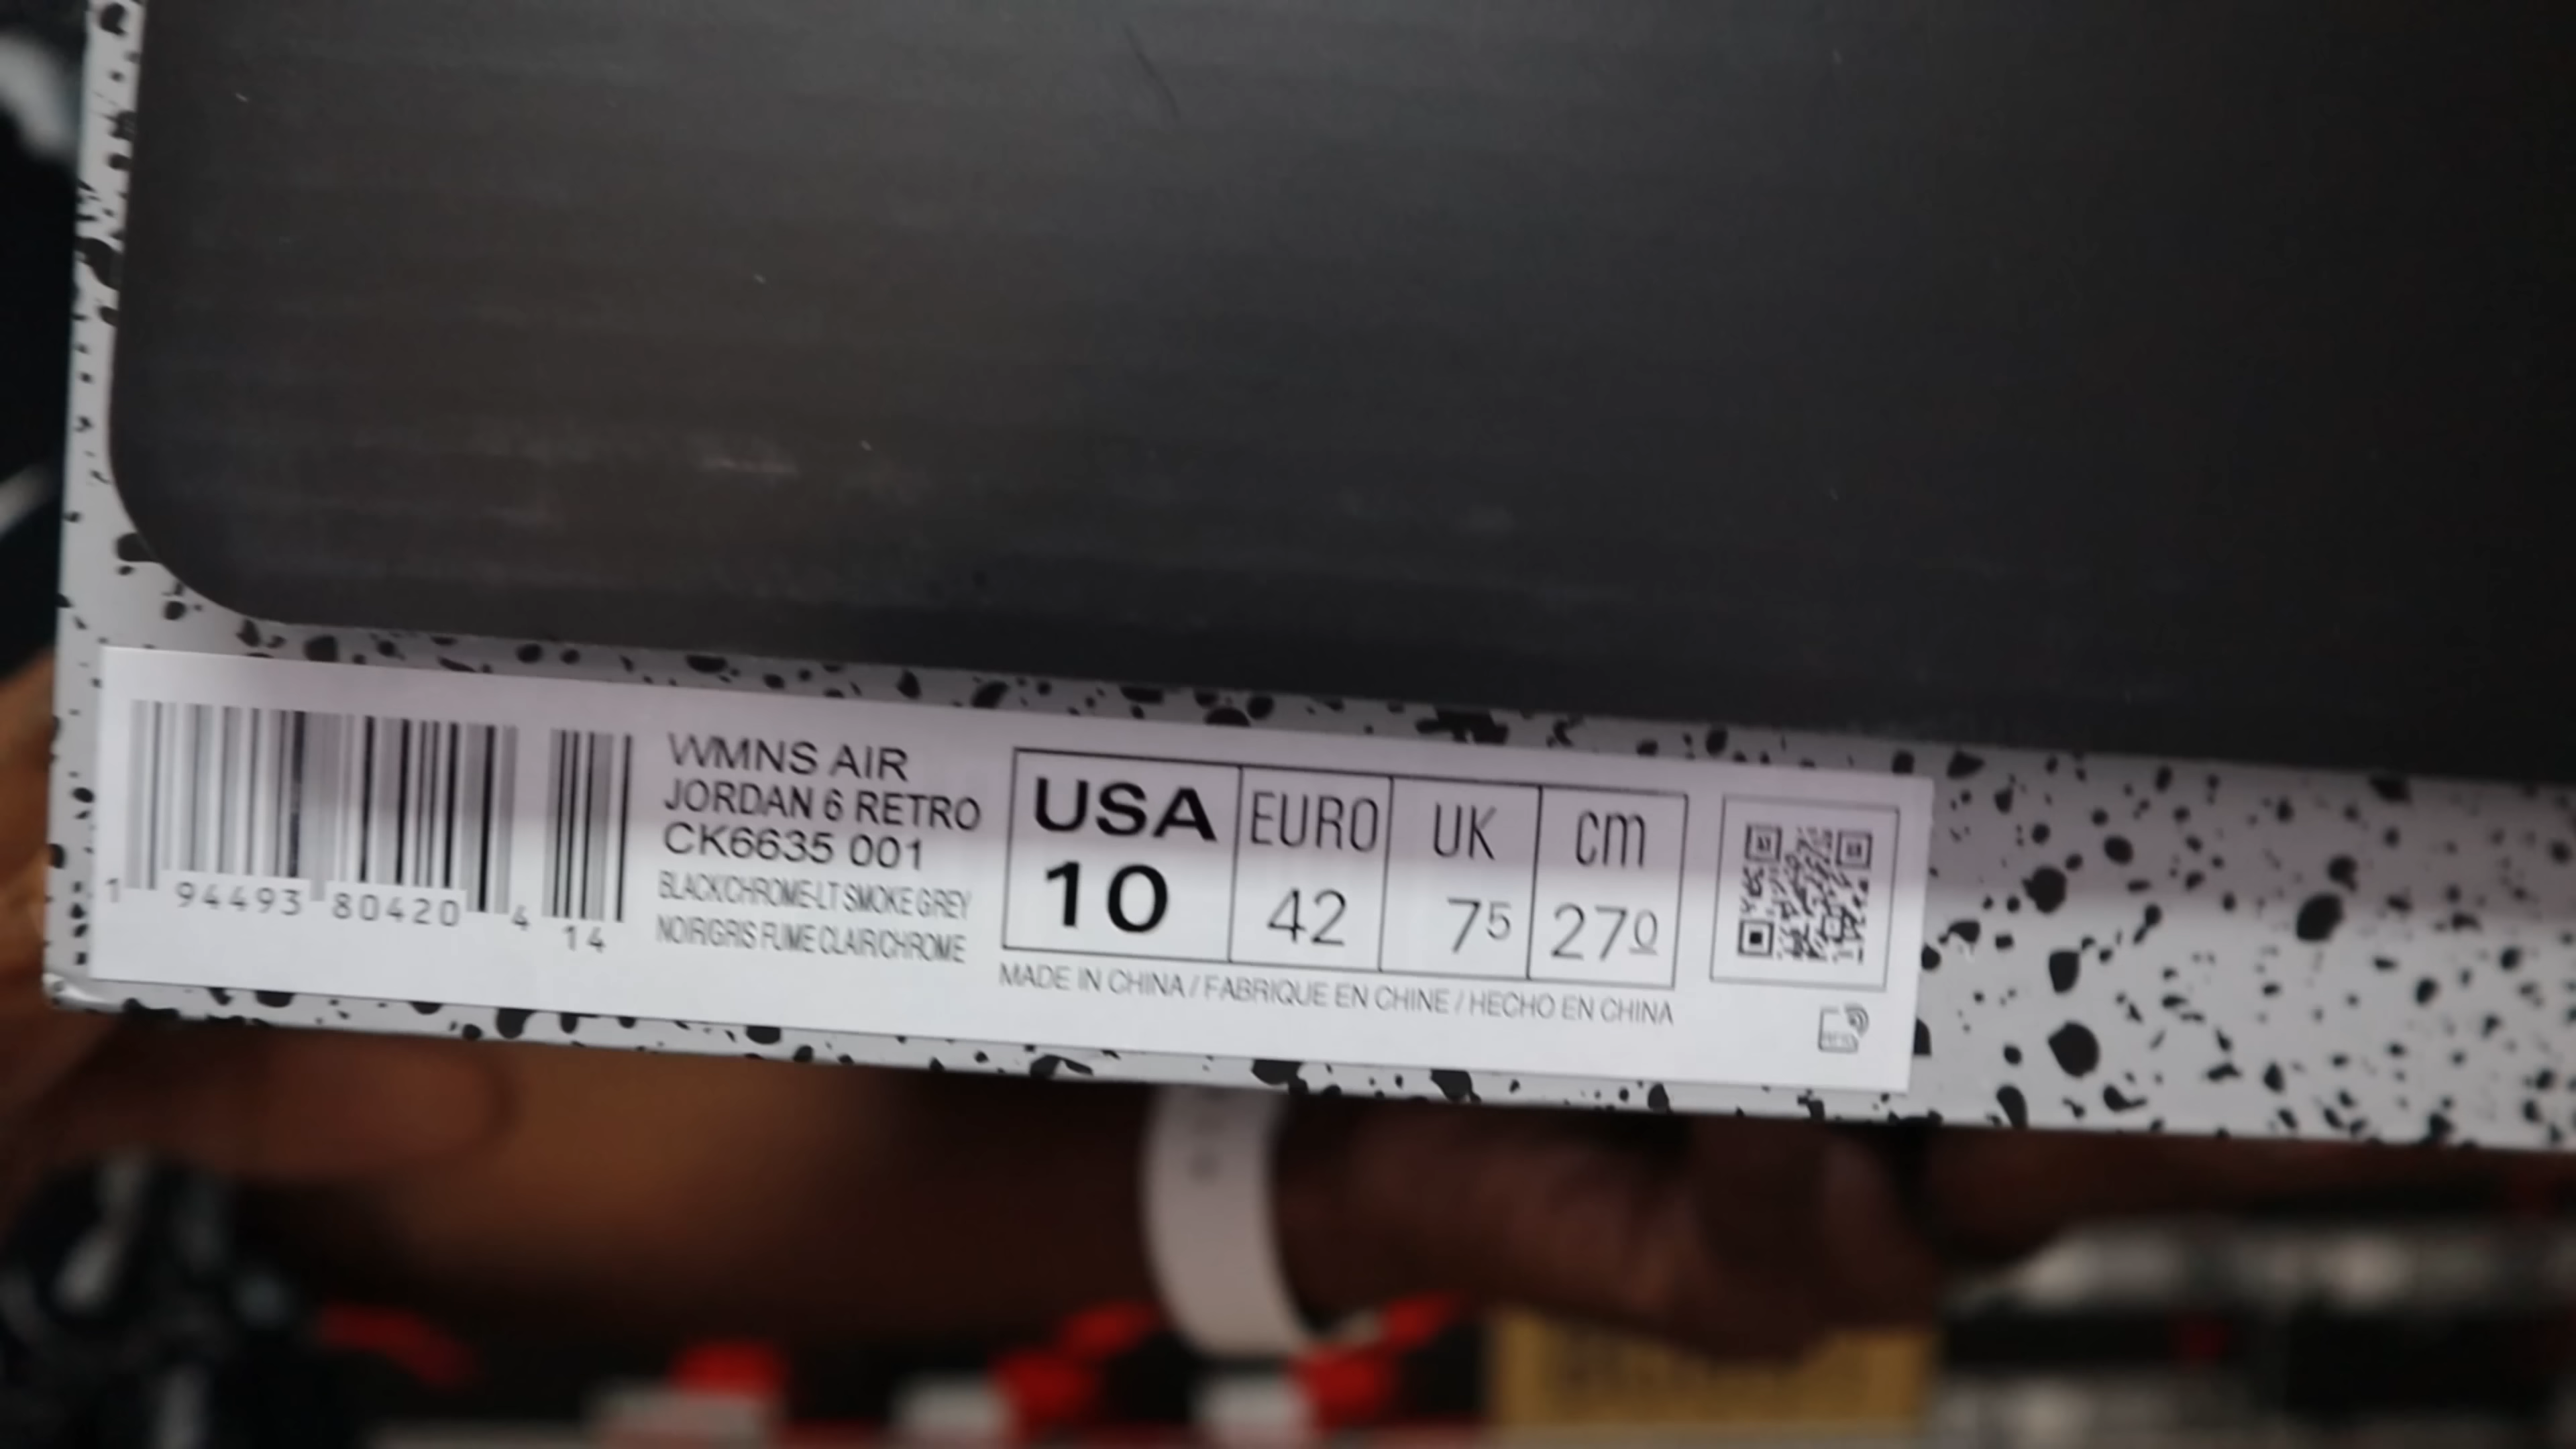 WMNS AIR
JORDAN 6 RETRO
CK6635 001
BLACK/CHROME-LT SMOKE GREY
NOIR/GRIS FUME CLAIR/CHROME
1 94493 80420 4
14
USA EURO UK cm
10 42 7⁵ 27⁰
MADE IN CHINA / FABRIQUE EN CHINE / HECHO EN CHINA